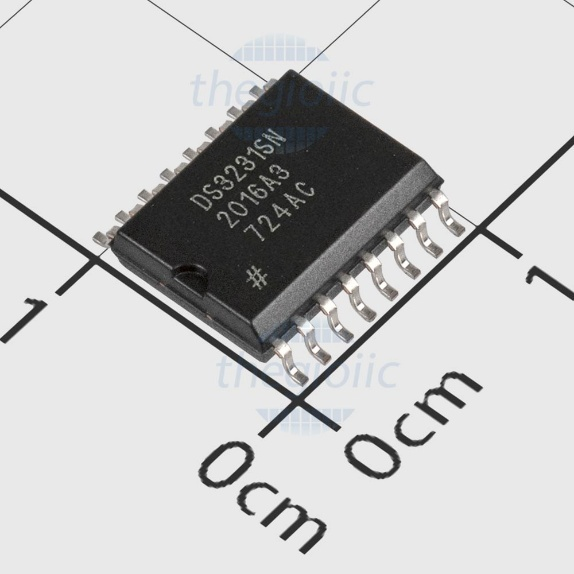 thegioiic
DS3231SN
2016A3
724AC
#
thegioiic
1
1
0cm
0cm